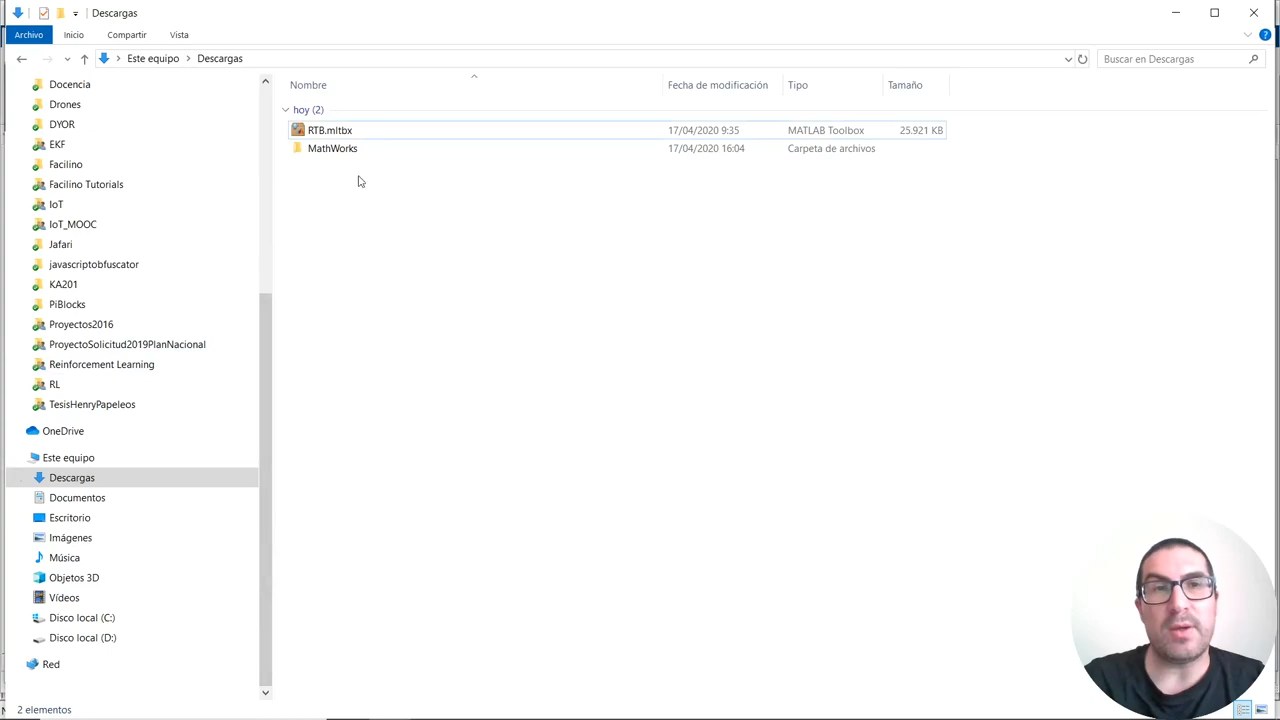 Descargas
Archivo Inicio Compartir Vista
Este equipo Descargas
Buscar en Descargas
Nombre Fecha de modificación Tipo Tamaño
hoy (2)
RTB.mltbx 17/04/2020 9:35 MATLAB Toolbox 25.921 KB
MathWorks 17/04/2020 16:04 Carpeta de archivos
Docencia
Drones
DYOR
EKF
Facilino
Facilino Tutorials
IoT
IoT_MOOC
Jafari
javascriptobfuscator
KA201
PiBlocks
Proyectos2016
ProyectoSolicitud2019PlanNacional
Reinforcement Learning
RL
TesisHenryPapeleos
OneDrive
Este equipo
Descargas
Documentos
Escritorio
Imágenes
Música
Objetos 3D
Vídeos
Disco local (C:)
Disco local (D:)
Red
2 elementos